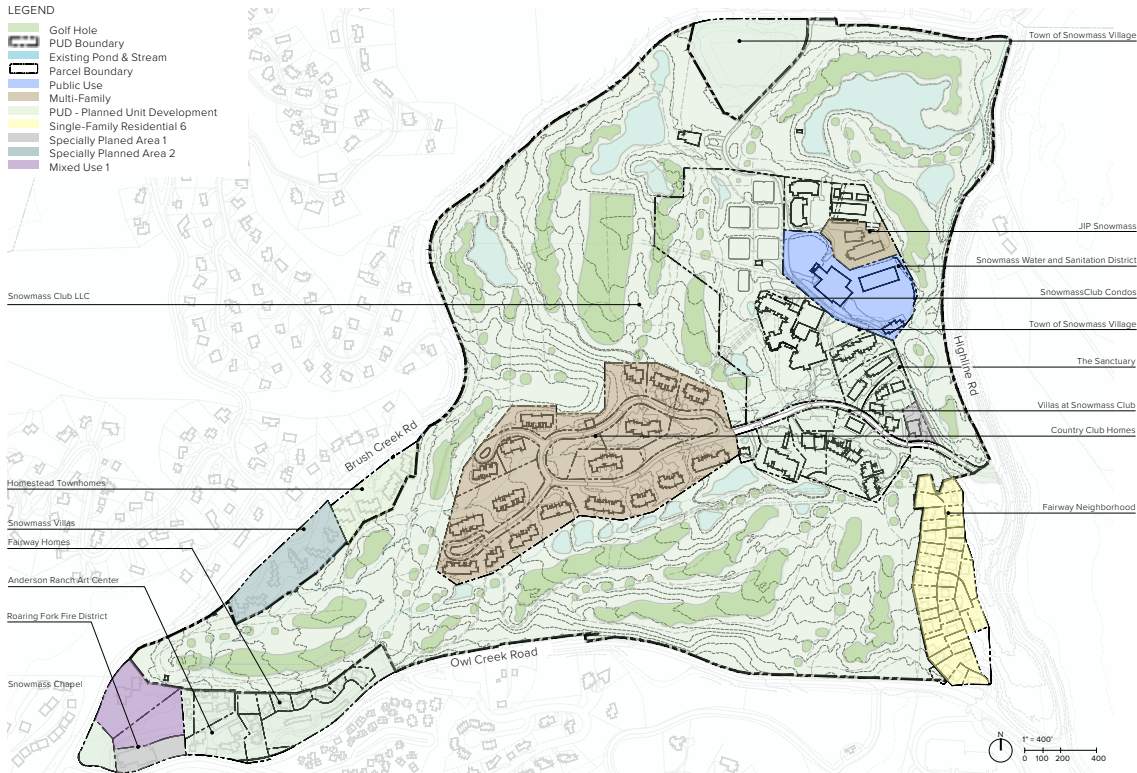 LEGEND
Golf Hole
PUD Boundary
Existing Pond & Stream
Parcel Boundary
Public Use
Multi-Family
PUD - Planned Unit Development
Single-Family Residential 6
Specially Planed Area 1
Specially Planned Area 2
Mixed Use 1
Town of Snowmass Village
JIP Snowmass
Snowmass Water and Sanitation District
SnowmassClub Condos
Snowmass Club LLC
Town of Snowmass Village
Highline Rd
The Sanctuary
Villas at Snowmass Club
Country Club Homes
Brush Creek Rd
Homestead Townhomes
Fairway Neighborhood
Snowmass Villas
Fairway Homes
Anderson Ranch Art Center
Roaring Fork Fire District
Owl Creek Road
Snowmass Chapel
N
1" = 400'
0 100 200 400